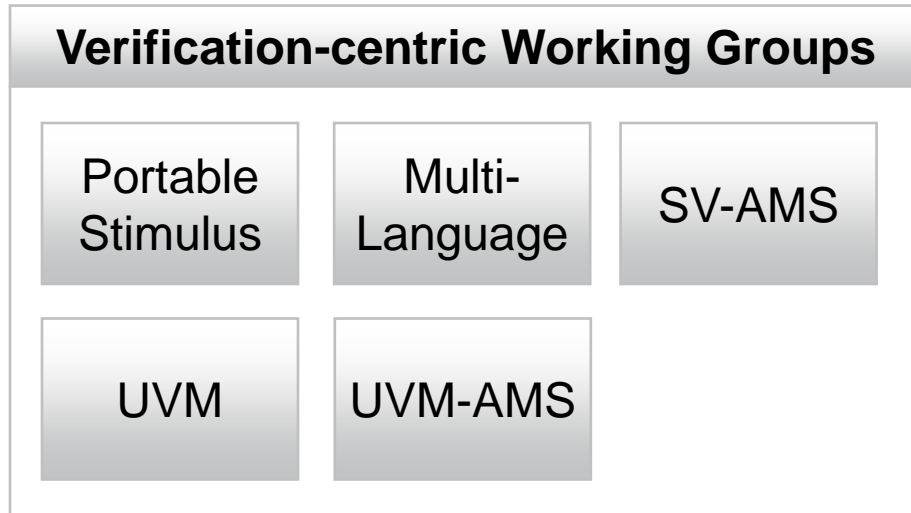 Verification-centric Working Groups
Portable
Stimulus
Multi-
Language
SV-AMS
UVM
UVM-AMS